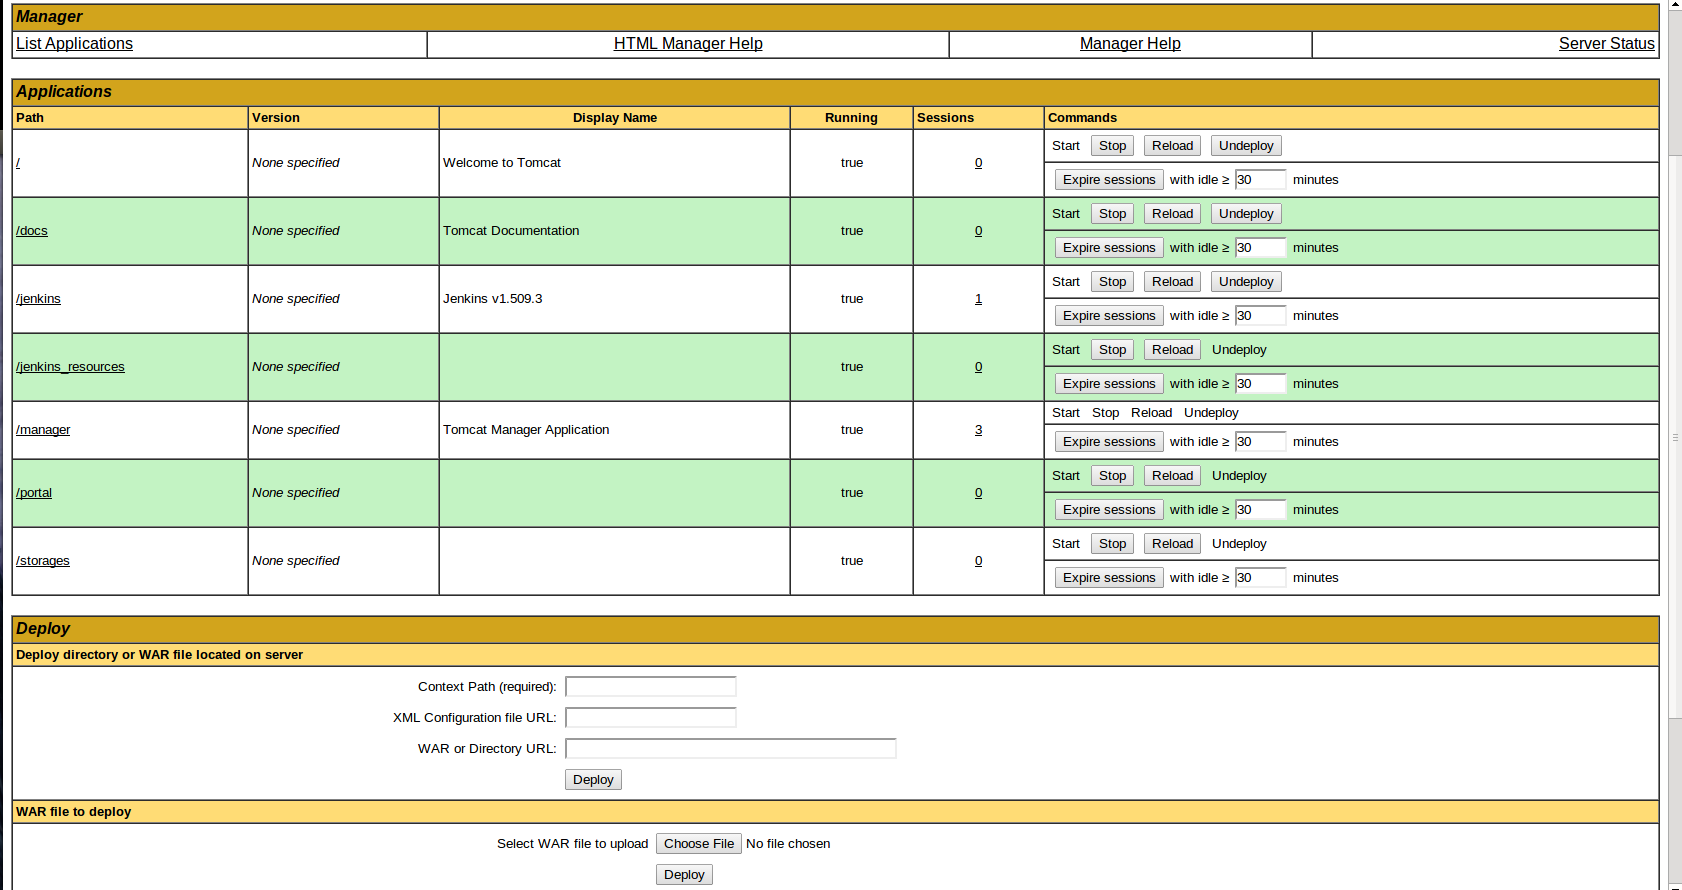 Manager
List Applications HTML Manager Help Manager Help Server Status
Applications
Path Version Display Name Running Sessions Commands
Start Stop Reload Undeploy
/ None specified Welcome to Tomcat true 0
Expire sessions with idle ≥ 30 minutes
Start Stop Reload Undeploy
/docs None specified Tomcat Documentation true 0
Expire sessions with idle ≥ 30 minutes
Start Stop Reload Undeploy
/jenkins None specified Jenkins v1.509.3 true 1
Expire sessions with idle ≥ 30 minutes
Start Stop Reload Undeploy
/jenkins_resources None specified true 0
Expire sessions with idle ≥ 30 minutes
Start Stop Reload Undeploy
/manager None specified Tomcat Manager Application true 3
Expire sessions with idle ≥ 30 minutes
Start Stop Reload Undeploy
/portal None specified true 0
Expire sessions with idle ≥ 30 minutes
Start Stop Reload Undeploy
/storages None specified true 0
Expire sessions with idle ≥ 30 minutes
Deploy
Deploy directory or WAR file located on server
Context Path (required):
XML Configuration file URL:
WAR or Directory URL:
Deploy
WAR file to deploy
Select WAR file to upload Choose File No file chosen
Deploy